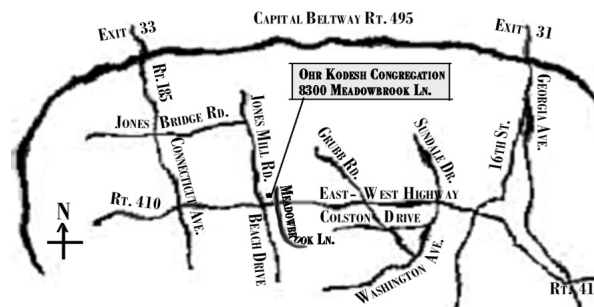 CAPITAL BELTWAY RT. 495
EXIT 33
EXIT 31
OHR KODESH CONGREGATION
8300 MEADOWBROOK LN.
RT. 185
GEORGIA AVE.
JONES BRIDGE RD.
JONES MILL RD.
GRUBB RD.
SUNDALE DR.
16TH ST.
CONNECTICUT AVE.
RT. 410
EAST-WEST HIGHWAY
MEADOWBROOK LN.
COLSTON DRIVE
N
BEACH DRIVE
WASHINGTON AVE.
RT. 41